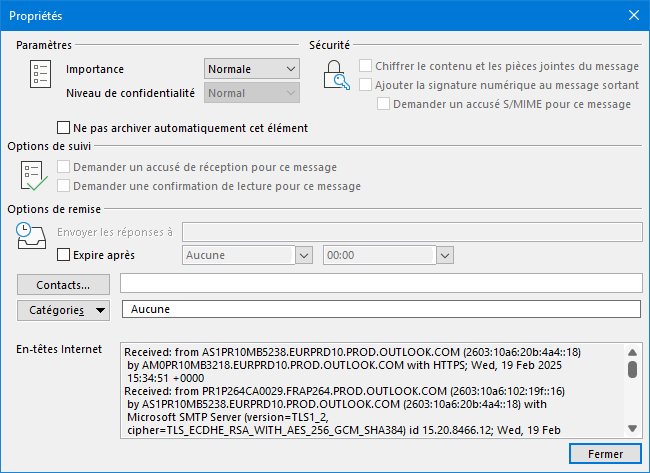 Propriétés
Paramètres
Sécurité
Importance
Normale
Chiffrer le contenu et les pièces jointes du message
Niveau de confidentialité
Normal
Ajouter la signature numérique au message sortant
Demander un accusé S/MIME pour ce message
Ne pas archiver automatiquement cet élément
Options de suivi
Demander un accusé de réception pour ce message
Demander une confirmation de lecture pour ce message
Options de remise
Envoyer les réponses à
Expire après
Aucune
00:00
Contacts...
Catégories
Aucune
En-têtes Internet
Received: from AS1PR10MB5238.EURPRD10.PROD.OUTLOOK.COM (2603:10a6:20b:4a4::18)
by AM0PR10MB3218.EURPRD10.PROD.OUTLOOK.COM with HTTPS; Wed, 19 Feb 2025
15:34:51 +0000
Received: from PR1P264CA0029.FRAP264.PROD.OUTLOOK.COM (2603:10a6:102:19f::16)
by AS1PR10MB5238.EURPRD10.PROD.OUTLOOK.COM (2603:10a6:20b:4a4::18) with
Microsoft SMTP Server (version=TLS1_2,
cipher=TLS_ECDHE_RSA_WITH_AES_256_GCM_SHA384) id 15.20.8466.12; Wed, 19 Feb
Fermer